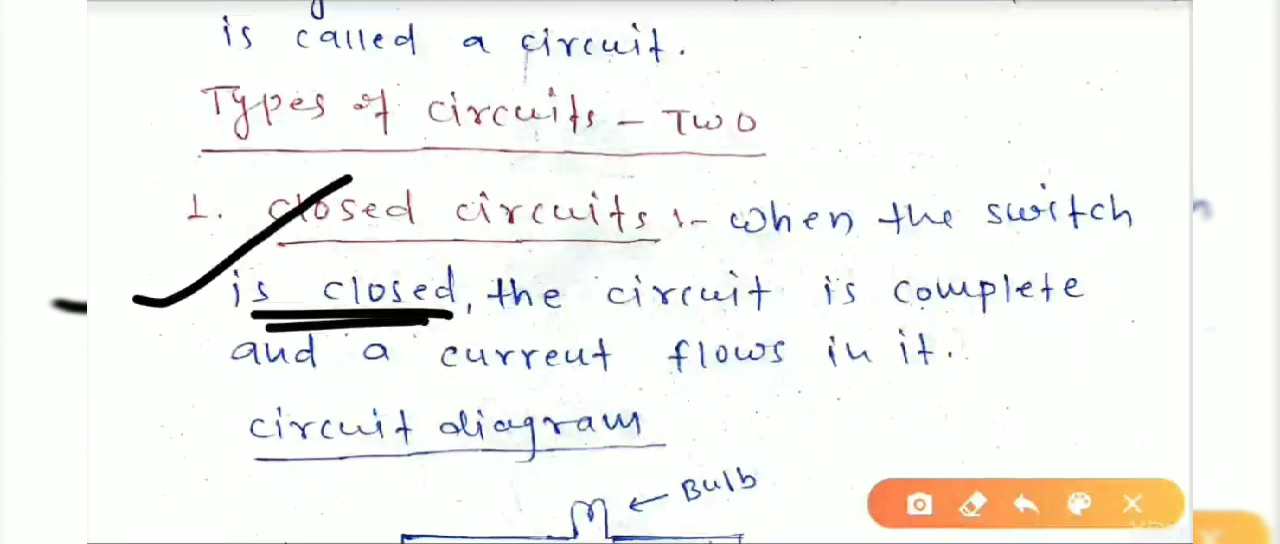 is called a circuit.
Types of circuits - Two
1. closed circuits :- when the switch
is closed, the circuit is complete
and a current flows in it.
circuit diagram
Bulb